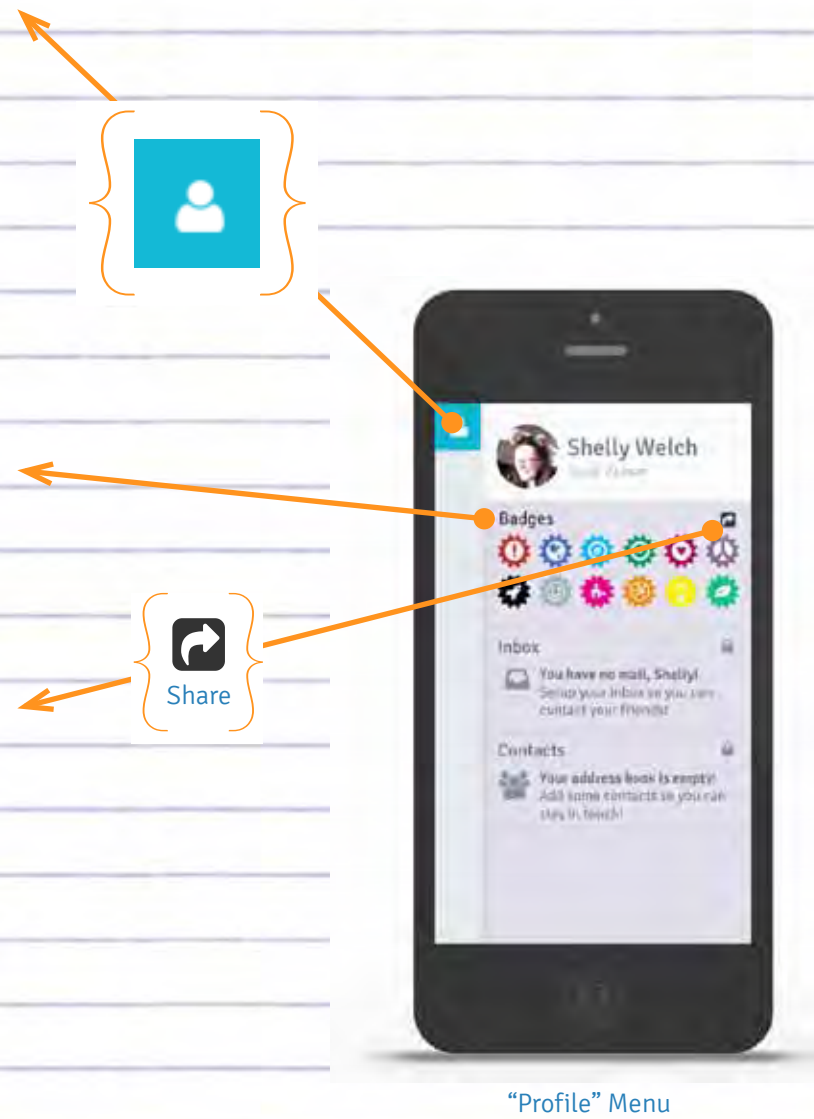 Shelly Welch
Badges
Inbox
You have no mail, Shelly!
Setup your inbox so you can
contact your friends!
Share
Contacts
Your address book is empty!
Add some contacts so you can
stay in touch!
“Profile” Menu